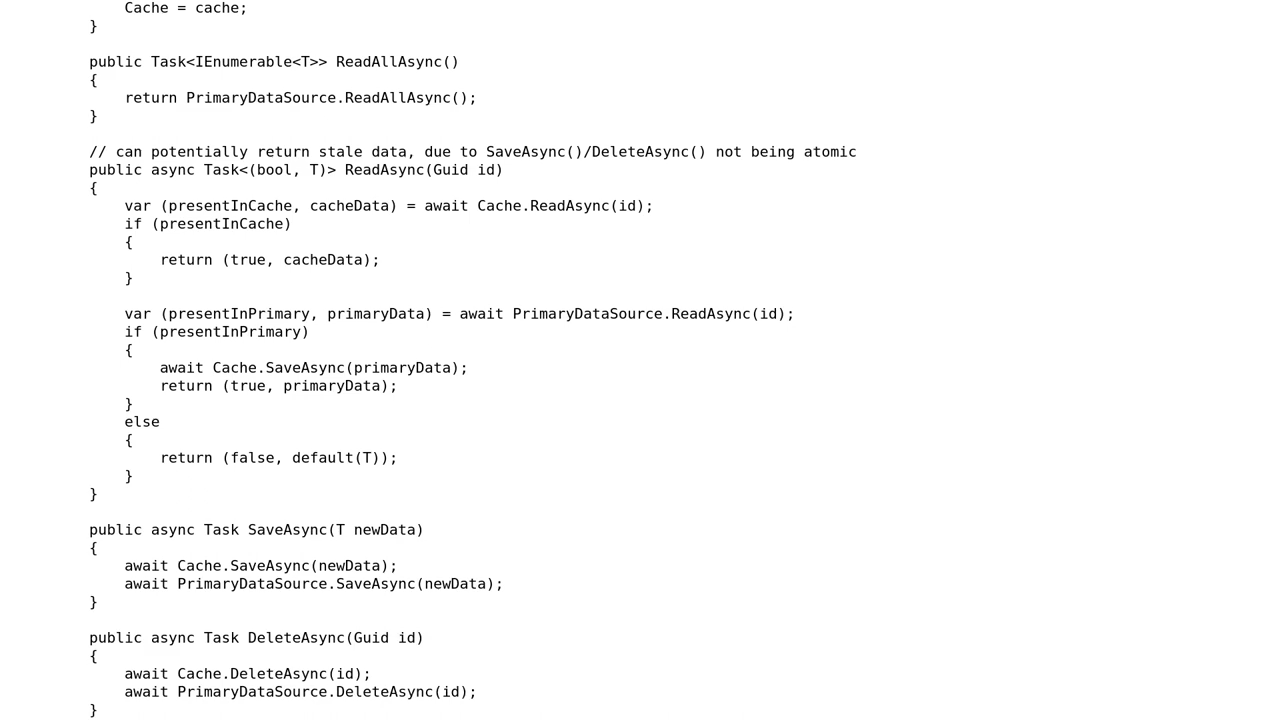 Cache = cache;
}
public Task<IEnumerable<T>> ReadAllAsync()
{
return PrimaryDataSource.ReadAllAsync();
}
// can potentially return stale data, due to SaveAsync()/DeleteAsync() not being atomic
public async Task<(bool, T)> ReadAsync(Guid id)
{
var (presentInCache, cacheData) = await Cache.ReadAsync(id);
if (presentInCache)
{
return (true, cacheData);
}
var (presentInPrimary, primaryData) = await PrimaryDataSource.ReadAsync(id);
if (presentInPrimary)
{
await Cache.SaveAsync(primaryData);
return (true, primaryData);
}
else
{
return (false, default(T));
}
}
public async Task SaveAsync(T newData)
{
await Cache.SaveAsync(newData);
await PrimaryDataSource.SaveAsync(newData);
}
public async Task DeleteAsync(Guid id)
{
await Cache.DeleteAsync(id);
await PrimaryDataSource.DeleteAsync(id);
}